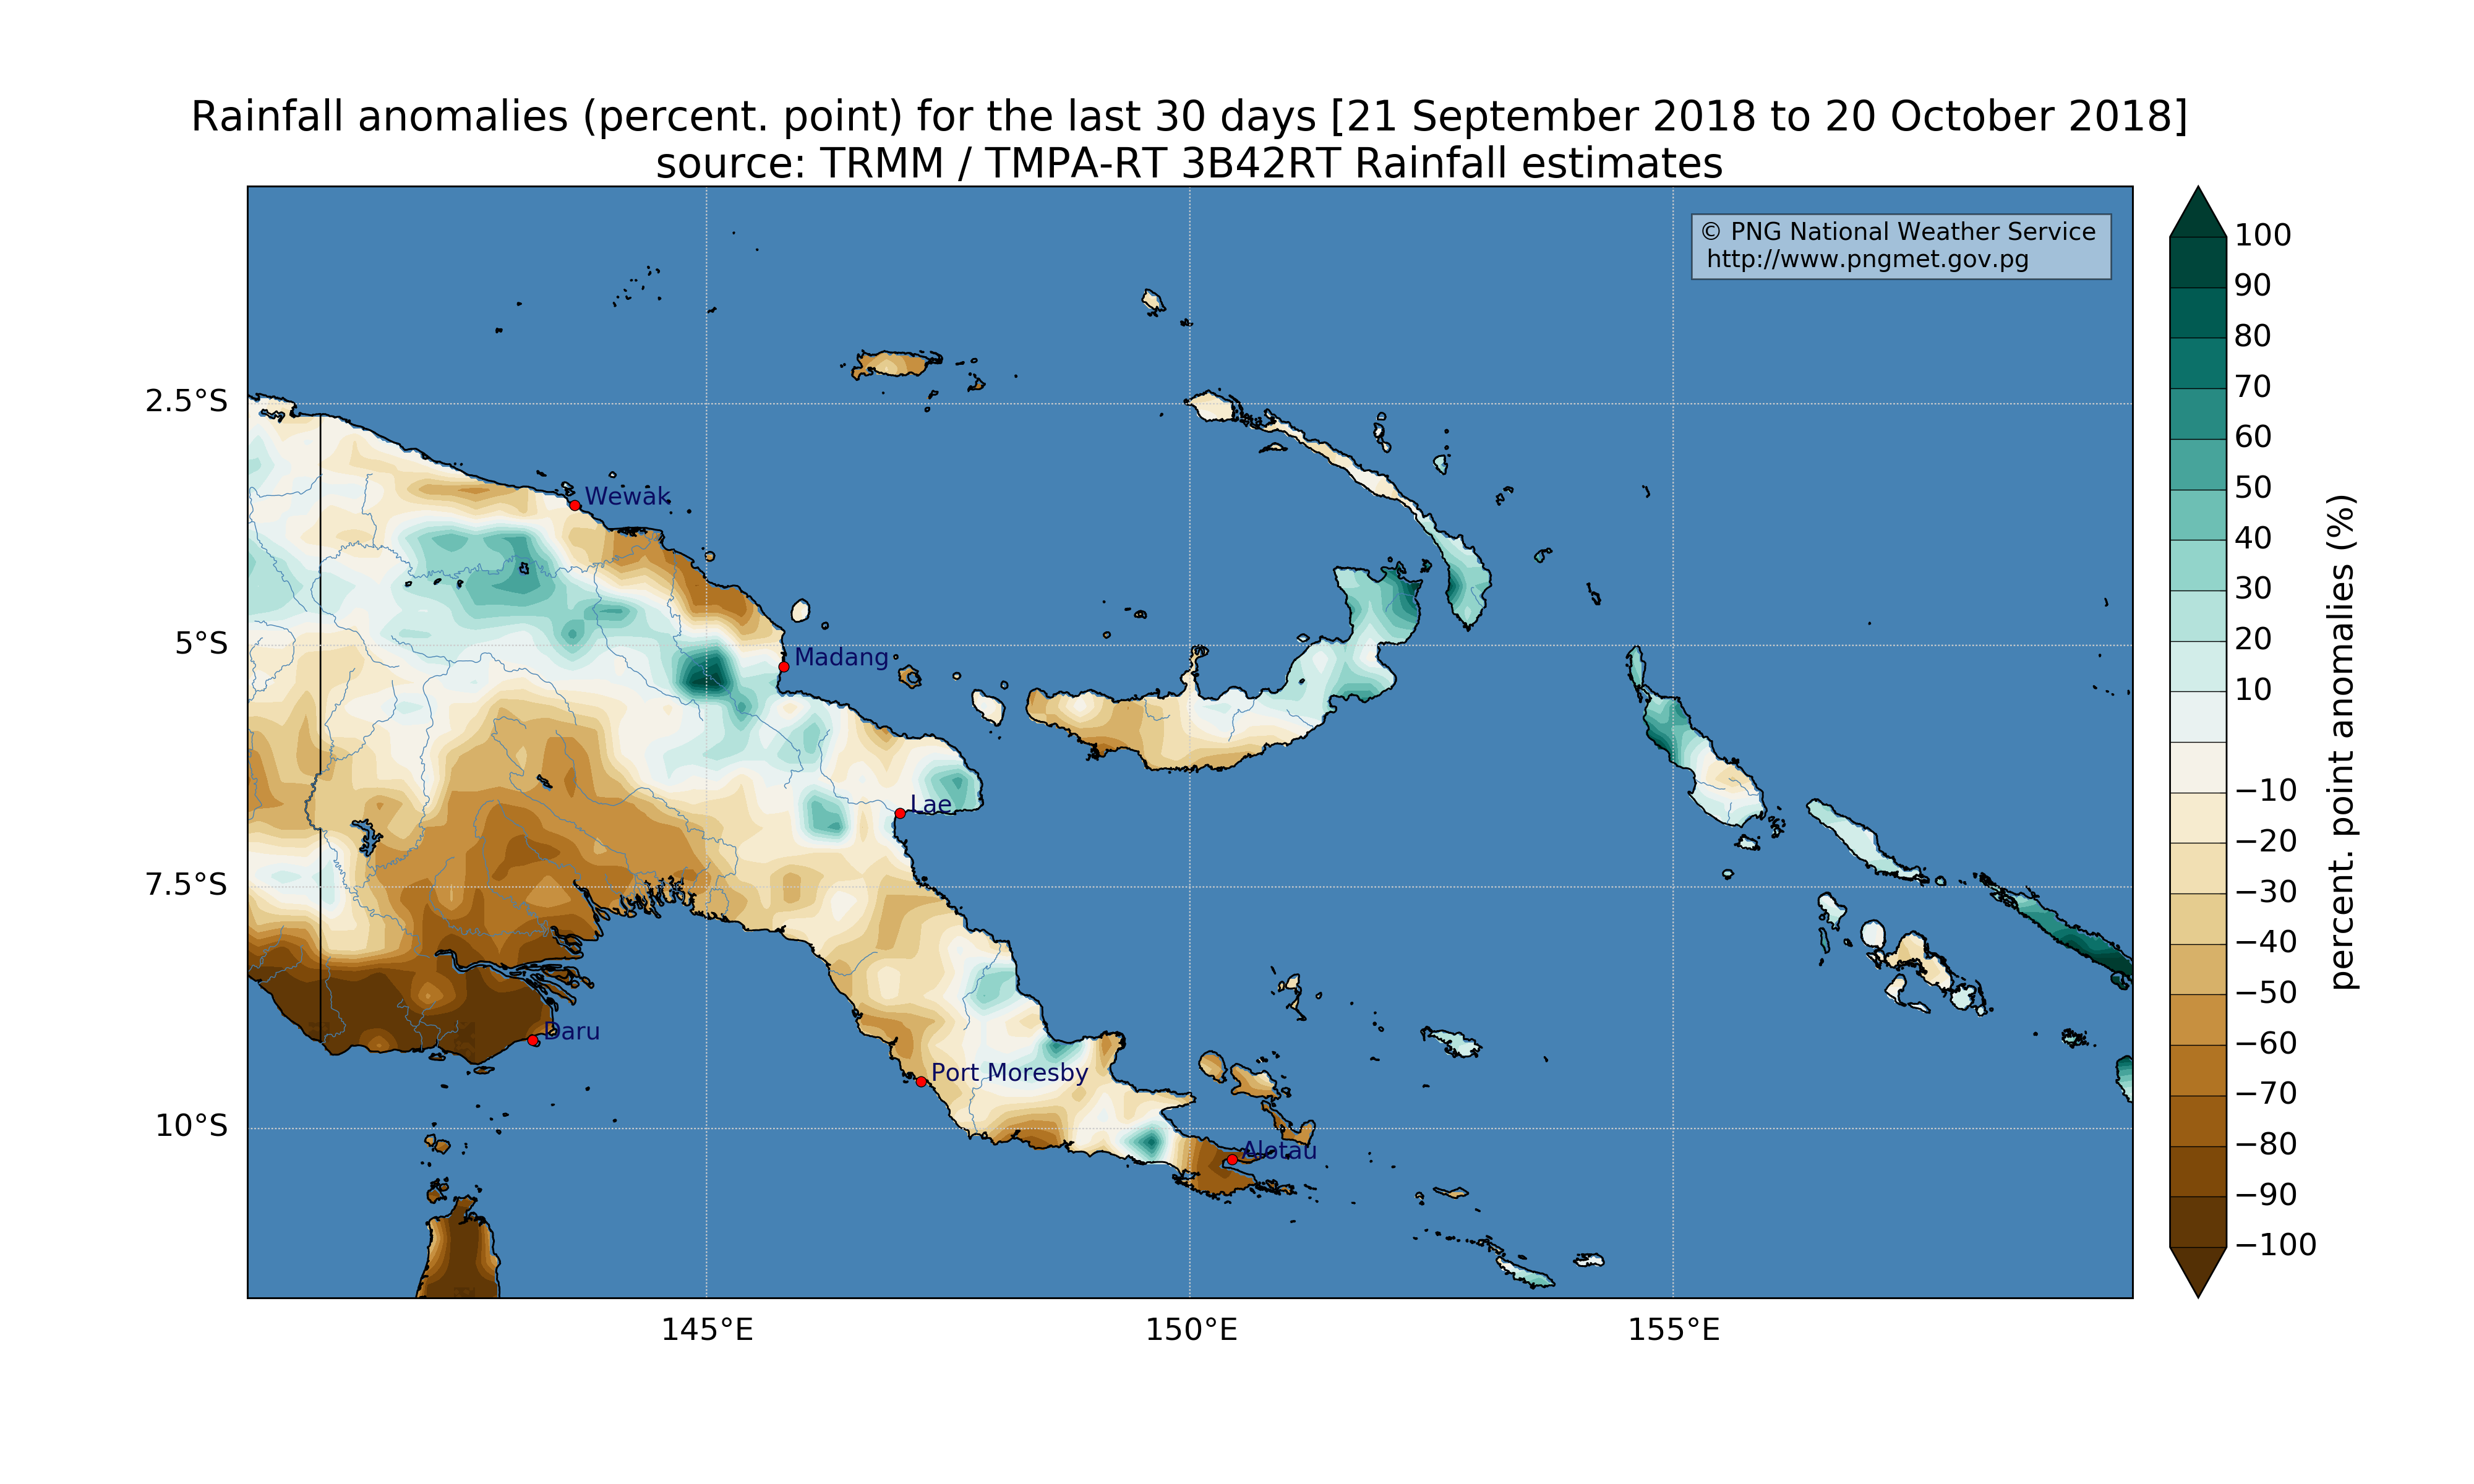 Rainfall anomalies (percent. point) for the last 30 days [21 September 2018 to 20 October 2018]
source: TRMM / TMPA-RT 3B42RT Rainfall estimates
© PNG National Weather Service
http://www.pngmet.gov.pg
2.5°S
5°S
7.5°S
10°S
Wewak
Madang
Lae
Daru
Port Moresby
Alotau
145°E
150°E
155°E
100
90
80
70
60
50
40
30
20
10
−10
−20
−30
−40
−50
−60
−70
−80
−90
−100
percent. point anomalies (%)